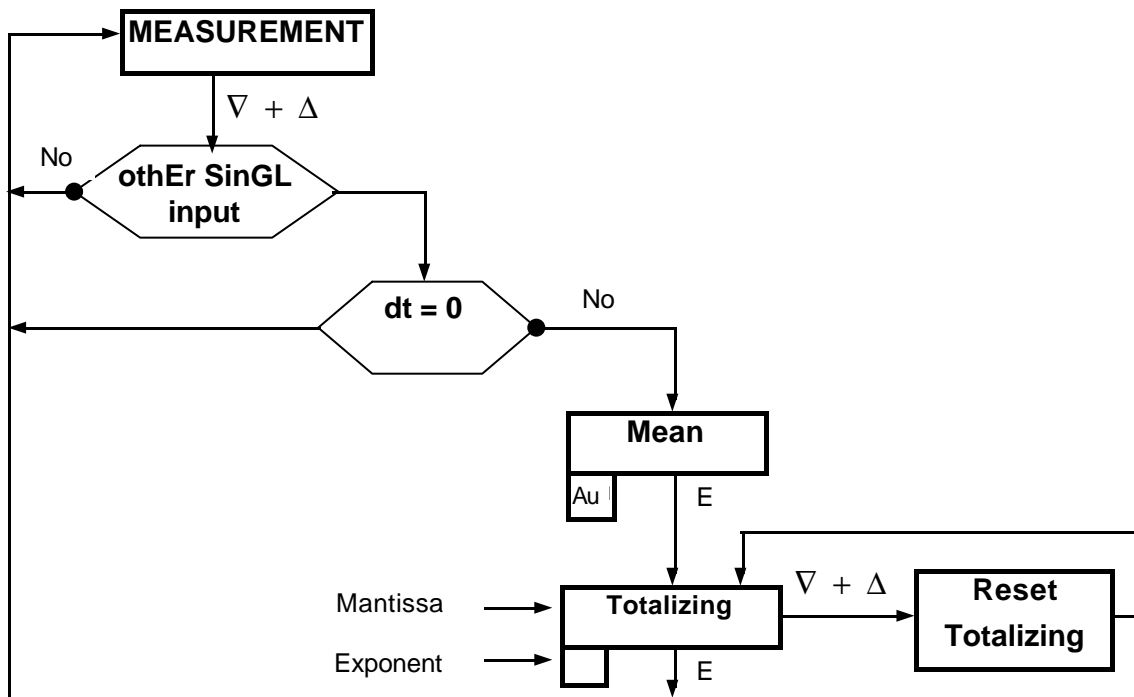 MEASUREMENT
∇ + Δ
No
othEr SinGL
input
dt = 0
No
Mean
Au
E
Mantissa
Totalizing
∇ + Δ
Reset
Totalizing
Exponent
E